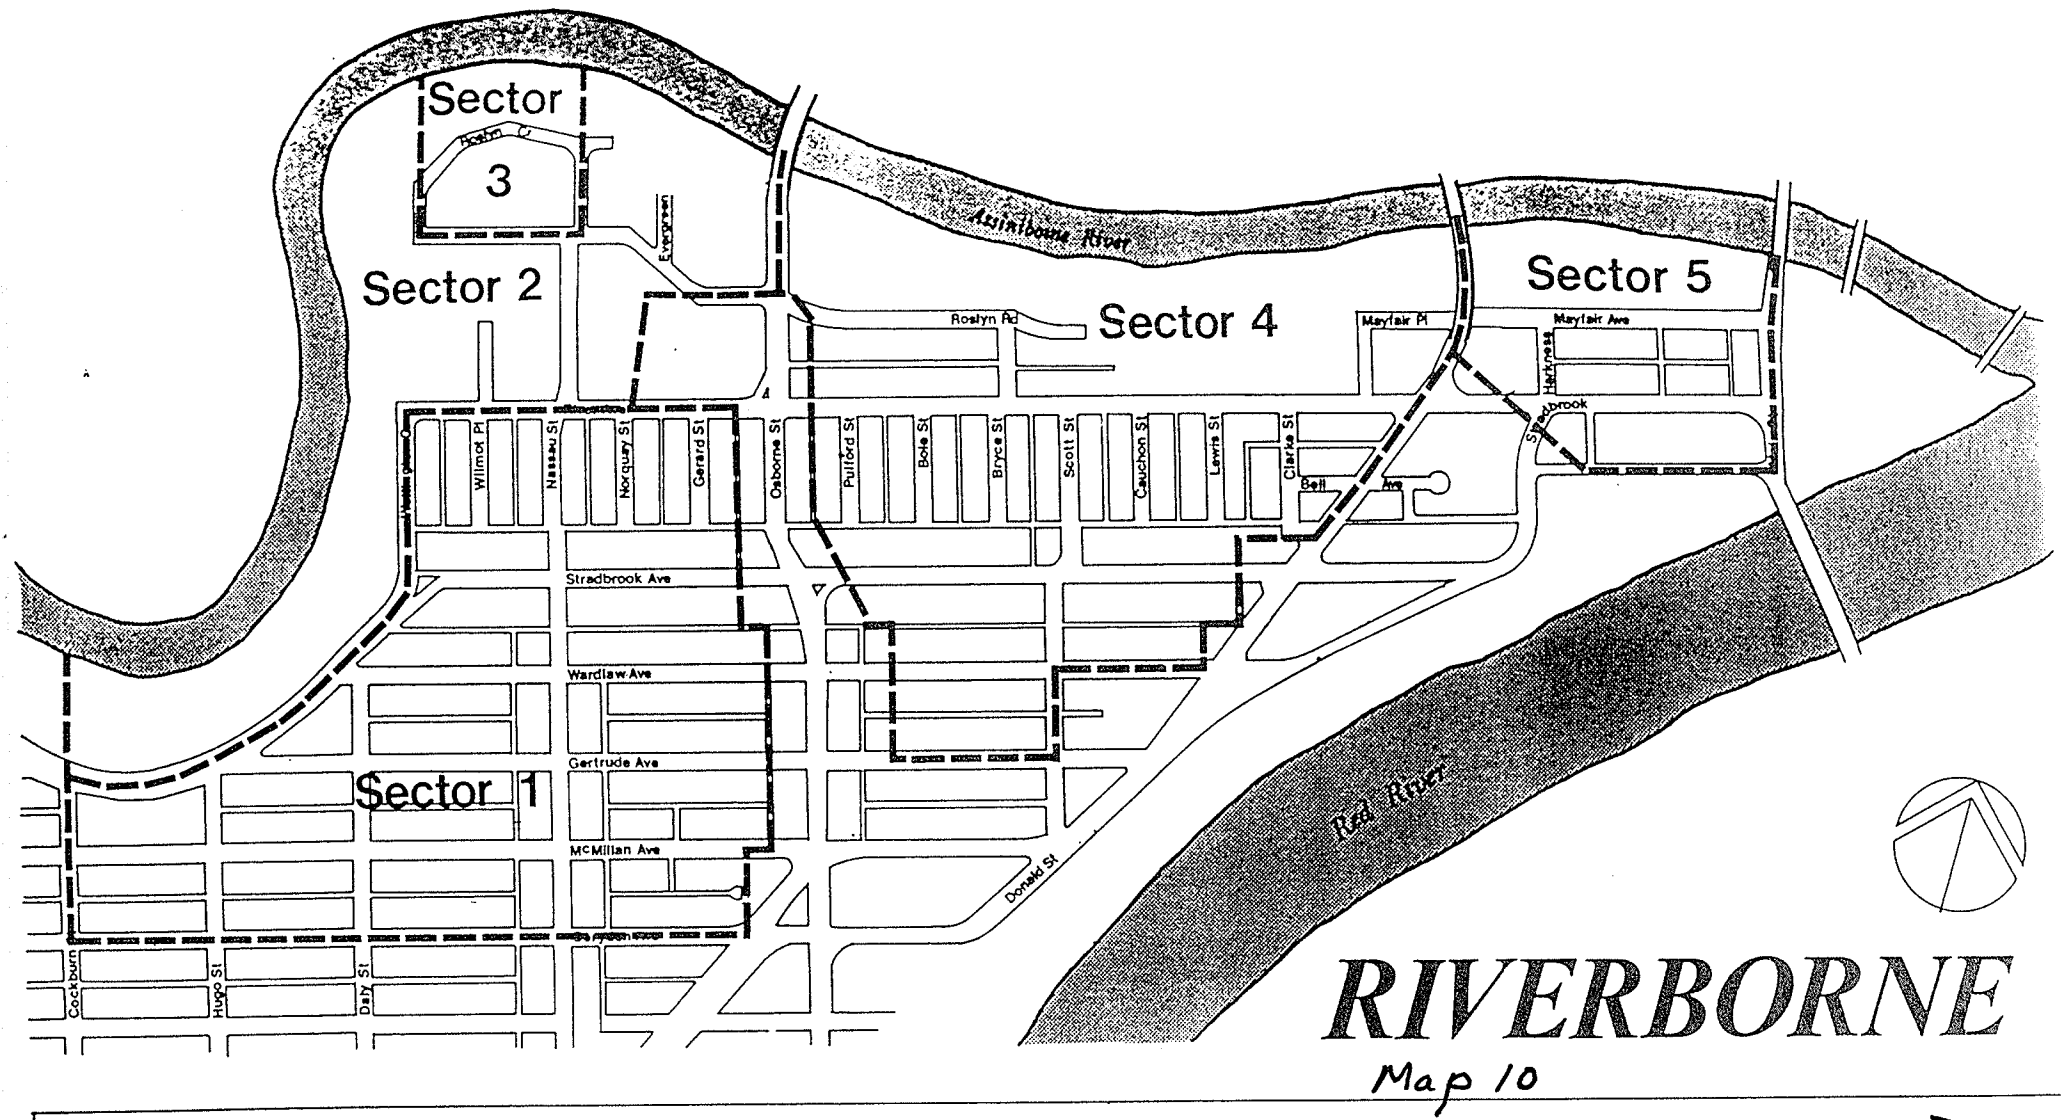 Sector
Roslyn C
3
Evergreen
Assiniboine River
Sector 2
Sector 5
Roslyn Rd
Sector 4
Mayfair Pl
Mayfair Ave
Harkness
Stradbrook
Wilmot Pl
Nassau St
Norquay St
Gerard St
Osborne St
Pulford St
Bole St
Bryce St
Scott St
Cauchon St
Lewis St
Clarke St
Bell Ave
Stradbrook Ave
Wardlaw Ave
Gertrude Ave
Sector 1
Red River
McMillan Ave
Donald St
Cockburn
Hugo St
Daly St
RIVERBORNE
Map 10